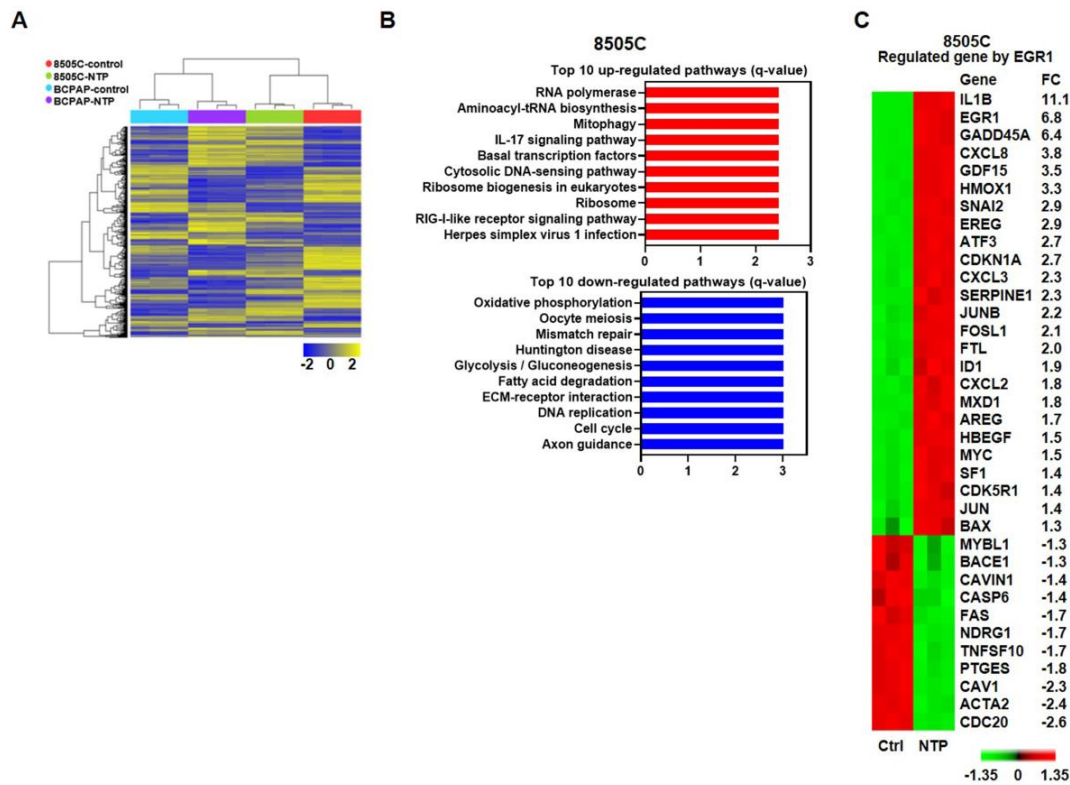 A
8505C-control
8505C-NTP
BCPAP-control
BCPAP-NTP
-2 0 2
B
8505C
Top 10 up-regulated pathways (q-value)
RNA polymerase
Aminoacyl-tRNA biosynthesis
Mitophagy
IL-17 signaling pathway
Basal transcription factors
Cytosolic DNA-sensing pathway
Ribosome biogenesis in eukaryotes
Ribosome
RIG-I-like receptor signaling pathway
Herpes simplex virus 1 infection
0 1 2 3
Top 10 down-regulated pathways (q-value)
Oxidative phosphorylation
Oocyte meiosis
Mismatch repair
Huntington disease
Glycolysis / Gluconeogenesis
Fatty acid degradation
ECM-receptor interaction
DNA replication
Cell cycle
Axon guidance
0 1 2 3
C
8505C
Regulated gene by EGR1
Gene FC
IL1B 11.1
EGR1 6.8
GADD45A 6.4
CXCL8 3.8
GDF15 3.5
HMOX1 3.3
SNAI2 2.9
EREG 2.9
ATF3 2.7
CDKN1A 2.7
CXCL3 2.3
SERPINE1 2.3
JUNB 2.2
FOSL1 2.1
FTL 2.0
ID1 1.9
CXCL2 1.8
MXD1 1.8
AREG 1.7
HBEGF 1.5
MYC 1.5
SF1 1.4
CDK5R1 1.4
JUN 1.4
BAX 1.3
MYBL1 -1.3
BACE1 -1.3
CAVIN1 -1.4
CASP6 -1.4
FAS -1.7
NDRG1 -1.7
TNFSF10 -1.7
PTGES -1.8
CAV1 -2.3
ACTA2 -2.4
CDC20 -2.6
Ctrl NTP
-1.35 0 1.35